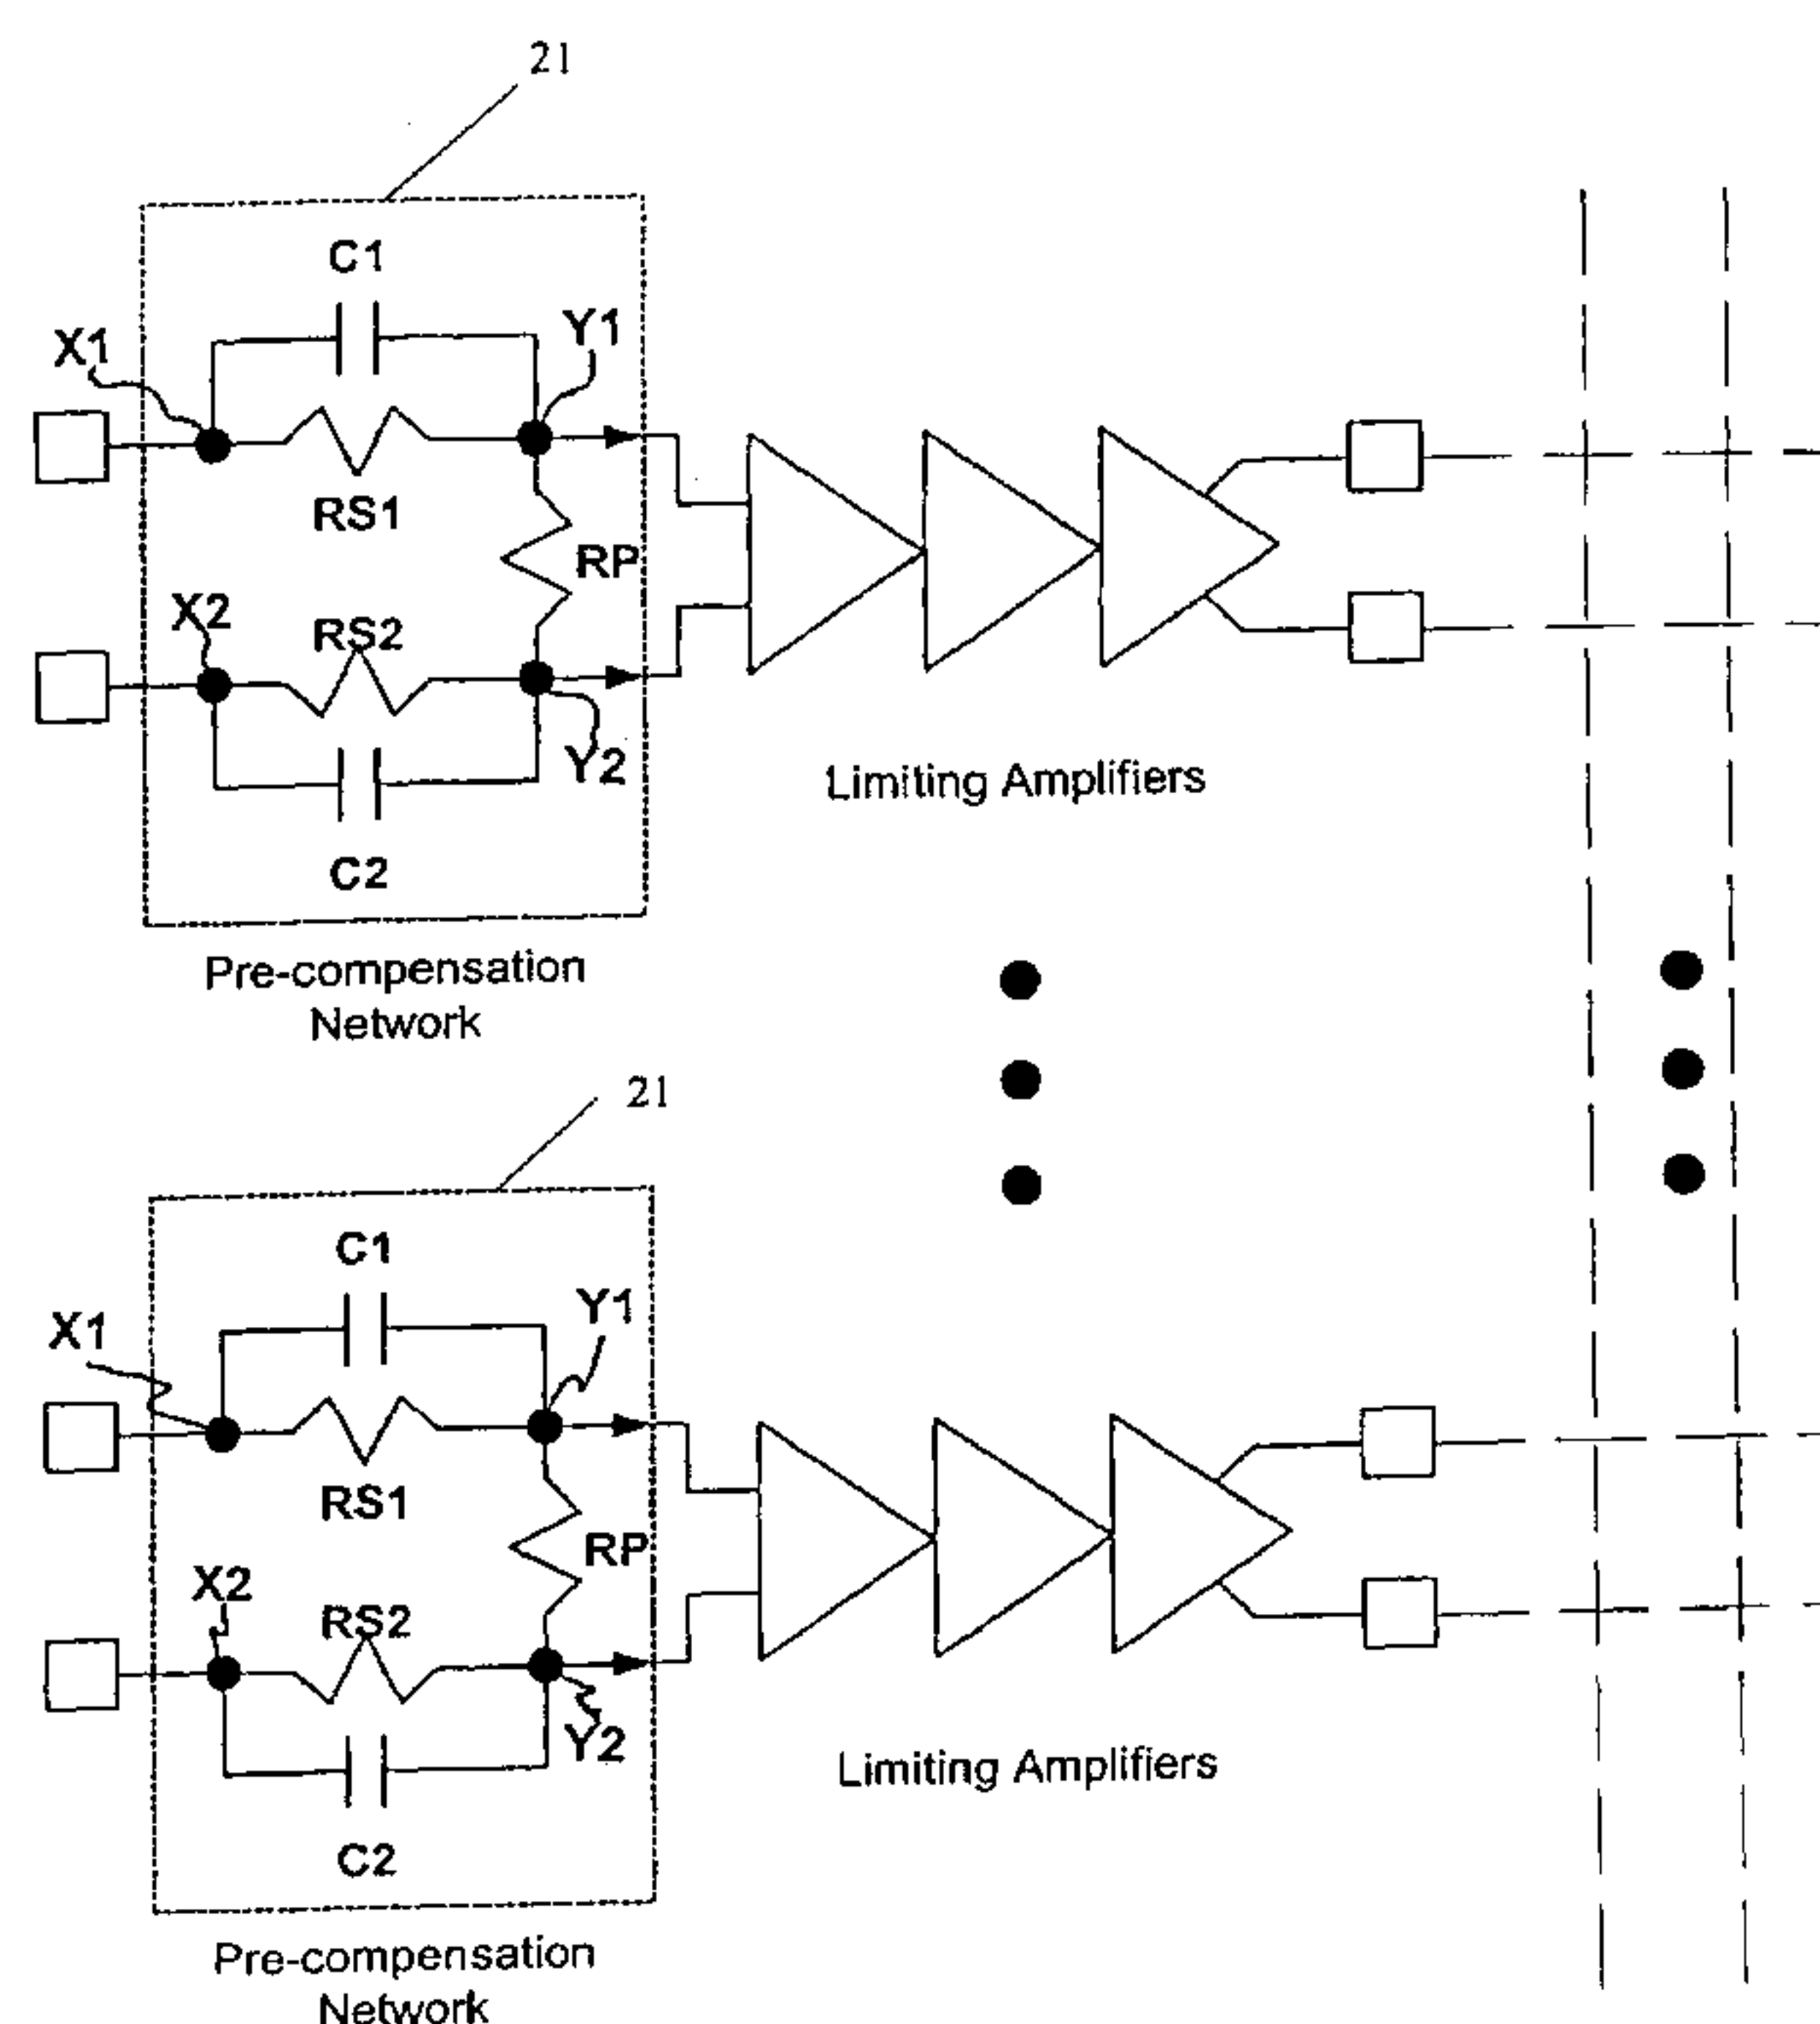 21
C1
X1
Y1
RS1
RP
X2
RS2
Y2
C2
Limiting Amplifiers
Pre-compensation
Network
21
C1
X1
Y1
RS1
RP
X2
RS2
Y2
C2
Limiting Amplifiers
Pre-compensation
Network